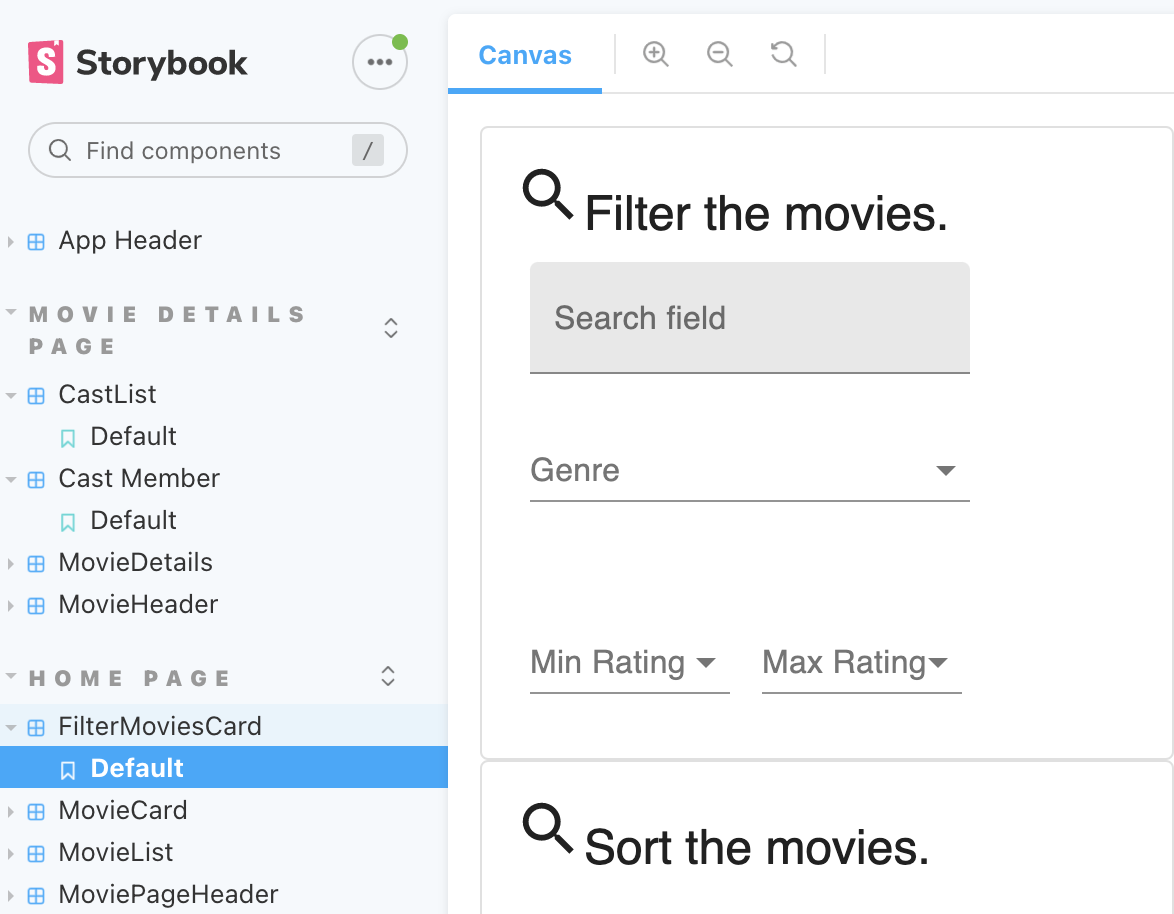 Storybook
Find components /
App Header
MOVIE DETAILS
PAGE
CastList
Default
Cast Member
Default
MovieDetails
MovieHeader
HOME PAGE
FilterMoviesCard
Default
MovieCard
MovieList
MoviePageHeader
Canvas
Filter the movies.
Search field
Genre
Min Rating Max Rating
Sort the movies.